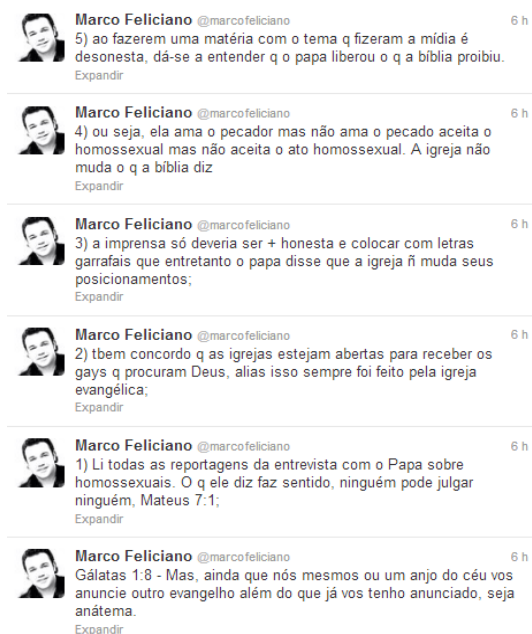 Marco Feliciano @marcofeliciano 6 h
5) ao fazerem uma matéria com o tema q fizeram a mídia é
desonesta, dá-se a entender q o papa liberou o q a bíblia proibiu.
Expandir
Marco Feliciano @marcofeliciano 6 h
4) ou seja, ela ama o pecador mas não ama o pecado aceita o
homossexual mas não aceita o ato homossexual. A igreja não
muda o q a bíblia diz
Expandir
Marco Feliciano @marcofeliciano 6 h
3) a imprensa só deveria ser + honesta e colocar com letras
garrafais que entretanto o papa disse que a igreja ñ muda seus
posicionamentos;
Expandir
Marco Feliciano @marcofeliciano 6 h
2) tbem concordo q as igrejas estejam abertas para receber os
gays q procuram Deus, alias isso sempre foi feito pela igreja
evangélica;
Expandir
Marco Feliciano @marcofeliciano 6 h
1) Li todas as reportagens da entrevista com o Papa sobre
homossexuais. O q ele diz faz sentido, ninguém pode julgar
ninguém, Mateus 7:1;
Expandir
Marco Feliciano @marcofeliciano 6 h
Gálatas 1:8 - Mas, ainda que nós mesmos ou um anjo do céu vos
anuncie outro evangelho além do que já vos tenho anunciado, seja
anátema.
Expandir